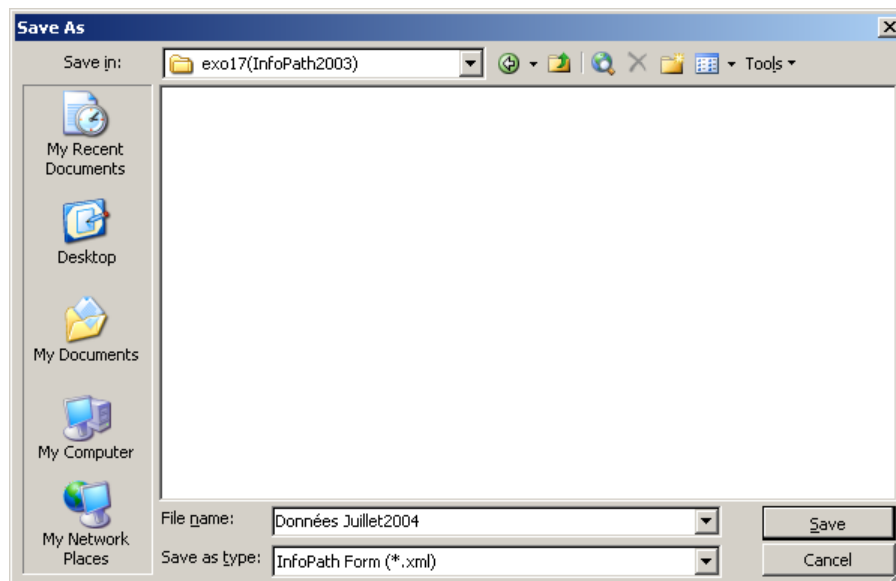 Save As
Save in:
exo17(InfoPath2003)
Tools
My Recent
Documents
Desktop
My Documents
My Computer
My Network
Places
File name:
Données Juillet2004
Save
Save as type:
InfoPath Form (*.xml)
Cancel